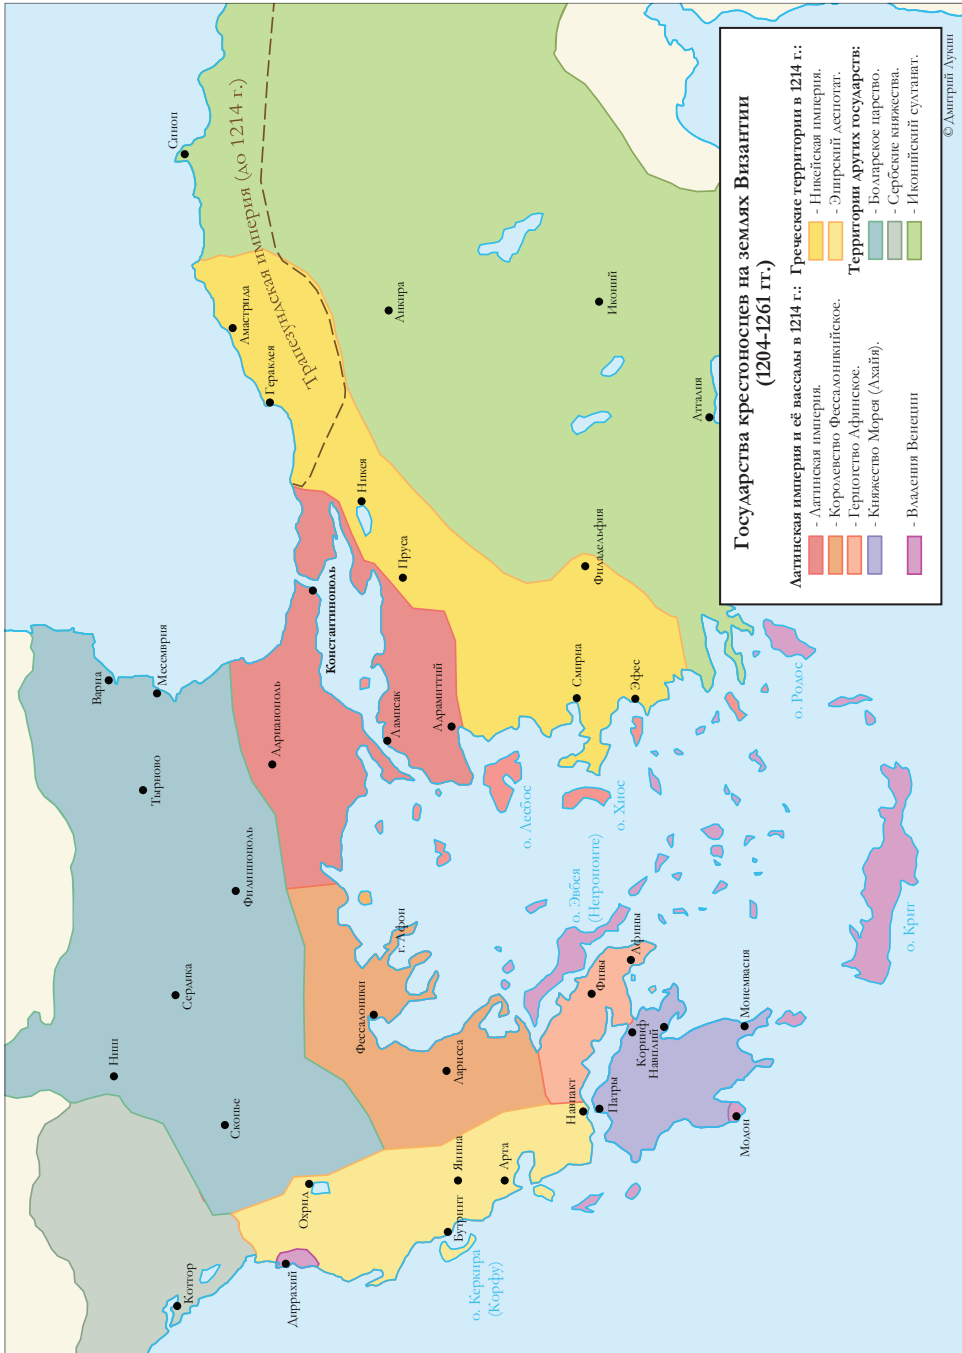 Государства крестоносцев на землях Византии
(1204-1261 гг.)
Латинская империя и её вассалы в 1214 г.:
- Латинская империя.
- Королевство Фессалоникийское.
- Герцогство Афинское.
- Княжество Морея (Ахайя).
- Владения Венеции
Греческие территории в 1214 г.:
- Никейская империя.
- Эпирский деспотат.
Территории других государств:
- Болгарское царство.
- Сербские княжества.
- Иконийский султанат.
© Дмитрий Лукин
Трапезундская империя (до 1214 г.)
Синоп
Амастрида
Гераклея
Анкира
Иконий
Атталия
Никея
Пруса
Филадельфия
Константинополь
Варна
Месемврия
Тырново
Адрианополь
Лампсак
Адрамиттий
Смирна
Эфес
о. Родос
о. Лесбос
о. Хиос
Филиппополь
Сердика
г. Афон
о. Эвбея
(Негропонте)
Афины
Фивы
о. Крит
Ниш
Скопье
Фессалоники
Ларисса
Коринф
Навплий
Монемвасия
Навпакт
Патры
Модон
Охрид
Янина
Арта
Бутринт
о. Керкира
(Корфу)
Диррахий
Коттор